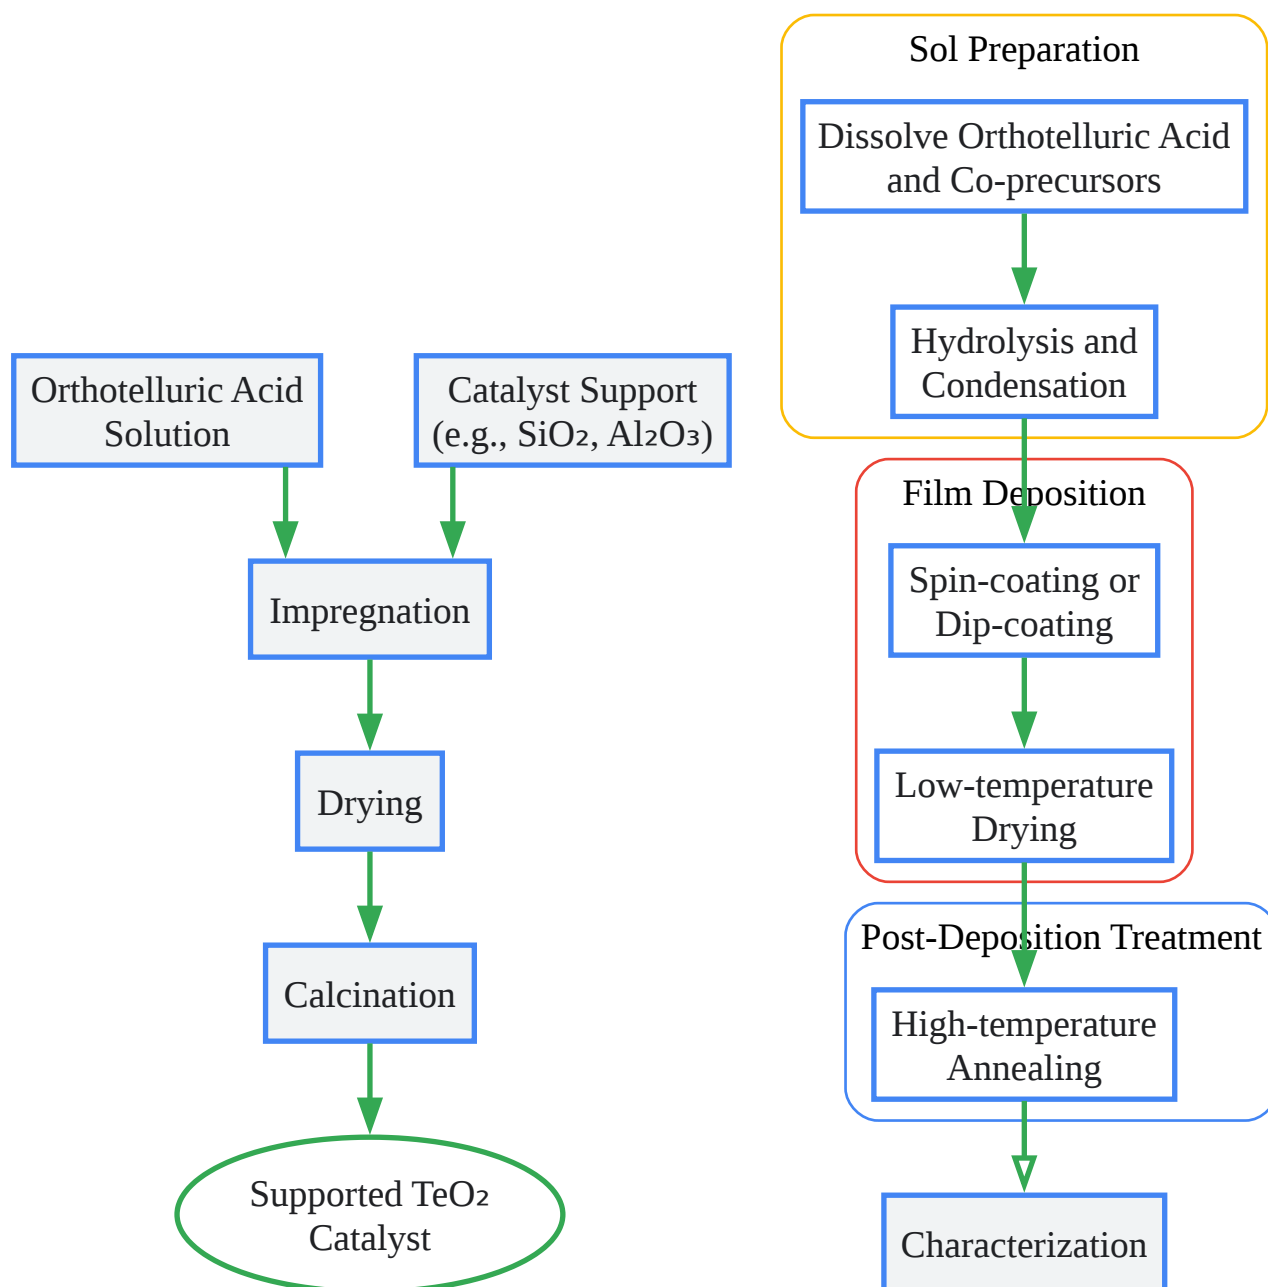 Orthotelluric Acid
Solution
Catalyst Support
(e.g., SiO₂, Al₂O₃)
Impregnation
Drying
Calcination
Supported TeO₂
Catalyst
Sol Preparation
Dissolve Orthotelluric Acid
and Co-precursors
Hydrolysis and
Condensation
Film Deposition
Spin-coating or
Dip-coating
Low-temperature
Drying
Post-Deposition Treatment
High-temperature
Annealing
Characterization